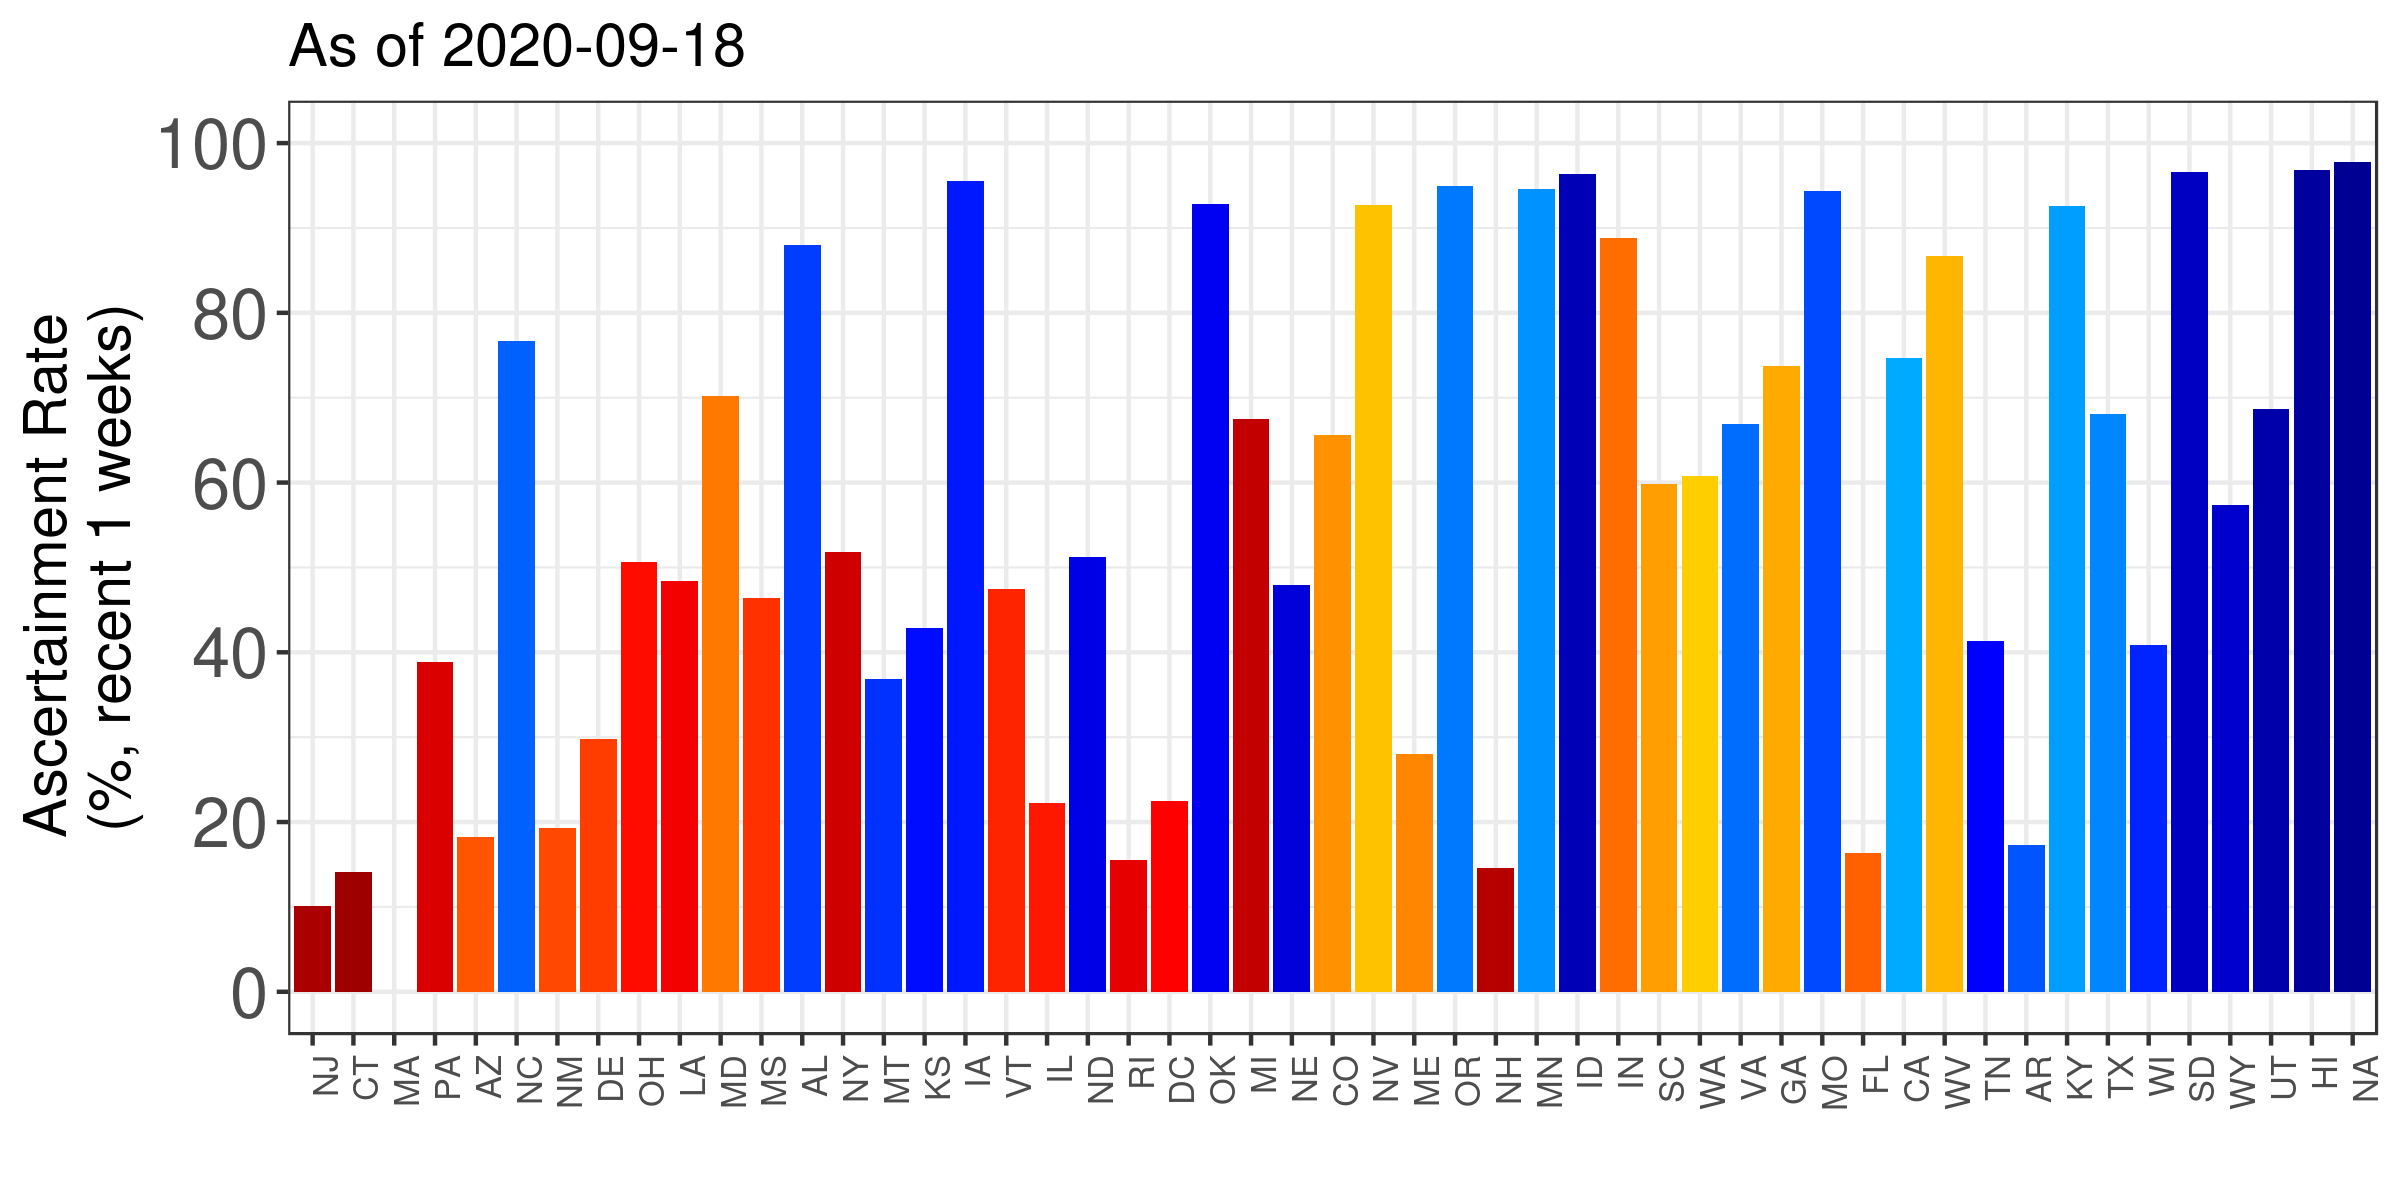 As of 2020-09-18
Ascertainment Rate
(%, recent 1 weeks)
100
80
60
40
20
0
NJ
CT
MA
PA
AZ
NC
NM
DE
OH
LA
MD
MS
AL
NY
MT
KS
IA
VT
IL
ND
RI
DC
OK
MI
NE
CO
NV
ME
OR
NH
MN
ID
IN
SC
WA
VA
GA
MO
FL
CA
WV
TN
AR
KY
TX
WI
SD
WY
UT
HI
NA